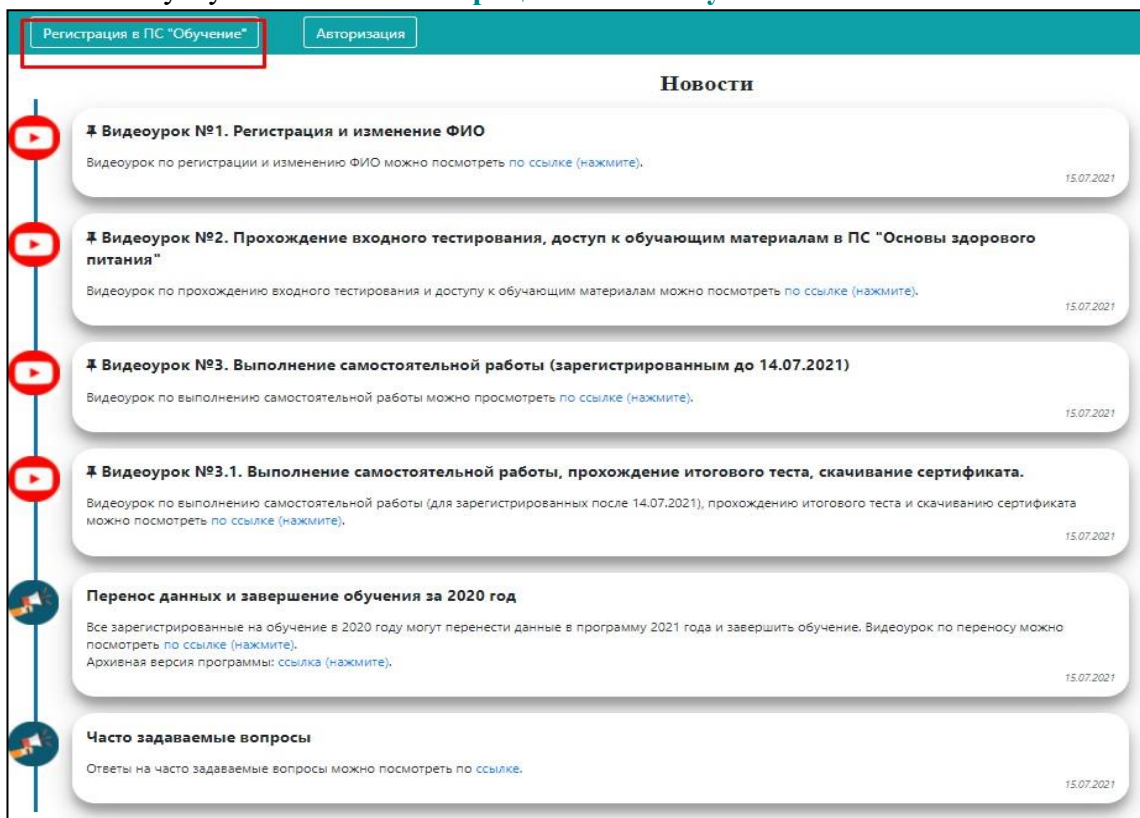 Регистрация в ПС "Обучение"
Авторизация
Новости
Видеоурок №1. Регистрация и изменение ФИО
Видеоурок по регистрации и изменению ФИО можно посмотреть по ссылке (нажмите).
15.07.2021
Видеоурок №2. Прохождение входного тестирования, доступ к обучающим материалам в ПС "Основы здорового
питания"
Видеоурок по прохождению входного тестирования и доступу к обучающим материалам можно посмотреть по ссылке (нажмите).
15.07.2021
Видеоурок №3. Выполнение самостоятельной работы (зарегистрированным до 14.07.2021)
Видеоурок по выполнению самостоятельной работы можно просмотреть по ссылке (нажмите).
15.07.2021
Видеоурок №3.1. Выполнение самостоятельной работы, прохождение итогового теста, скачивание сертификата.
Видеоурок по выполнению самостоятельной работы (для зарегистрированных после 14.07.2021), прохождению итогового теста и скачиванию сертификата
можно посмотреть по ссылке (нажмите).
15.07.2021
Перенос данных и завершение обучения за 2020 год
Все зарегистрированные на обучение в 2020 году могут перенести данные в программу 2021 года и завершить обучение. Видеоурок по переносу можно
посмотреть по ссылке (нажмите).
Архивная версия программы: ссылка (нажмите).
15.07.2021
Часто задаваемые вопросы
Ответы на часто задаваемые вопросы можно посмотреть по ссылке.
15.07.2021